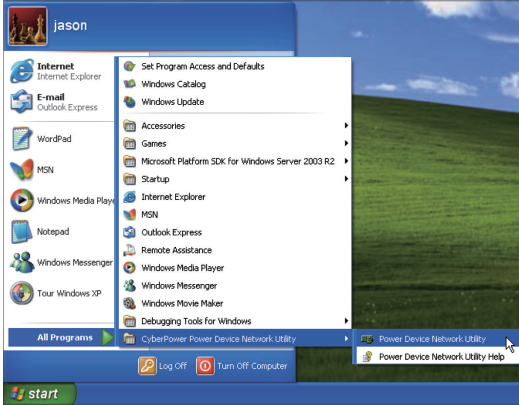 jason
Internet
Internet Explorer
E-mail
Outlook Express
WordPad
MSN
Windows Media Playe
Notepad
Windows Messenger
Tour Windows XP
All Programs
Set Program Access and Defaults
Windows Catalog
Windows Update
Accessories
Games
Microsoft Platform SDK for Windows Server 2003 R2
Startup
Internet Explorer
MSN
Outlook Express
Remote Assistance
Windows Media Player
Windows Messenger
Windows Movie Maker
Debugging Tools for Windows
CyberPower Power Device Network Utility
Power Device Network Utility
Power Device Network Utility Help
Log Off
Turn Off Computer
start